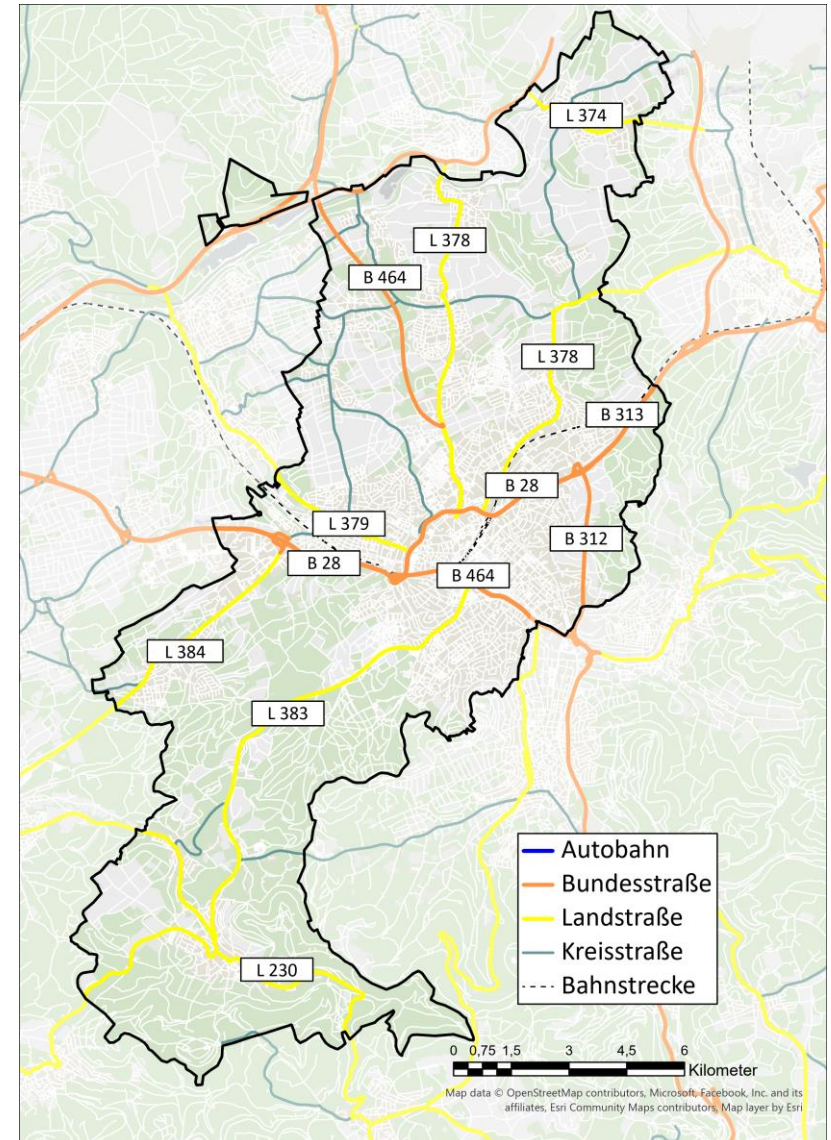 L 374
L 378
B 464
L 378
B 313
B 28
L 379
B 312
B 28
B 464
L 384
L 383
L 230
Autobahn
Bundesstraße
Landstraße
Kreisstraße
Bahnstrecke
0 0,75 1,5 3 4,5 6
Kilometer
Map data © OpenStreetMap contributors, Microsoft, Facebook, Inc. and its
affiliates, Esri Community Maps contributors, Map layer by Esri